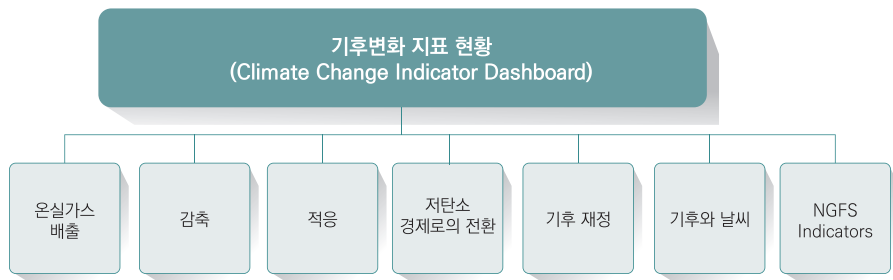 기후변화 지표 현황
(Climate Change Indicator Dashboard)
온실가스
배출
감축
적응
저탄소
경제로의 전환
기후 재정
기후와 날씨
NGFS
Indicators